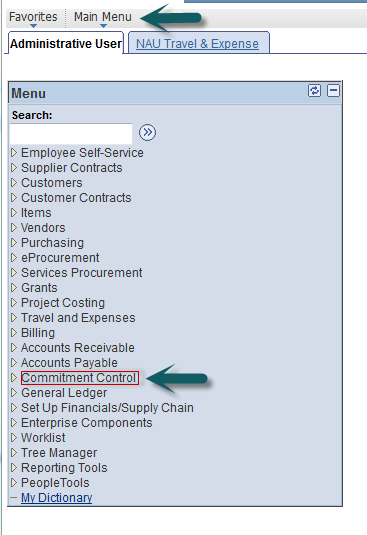 Favorites Main Menu
Administrative User NAU Travel & Expense
Menu
Search:
Employee Self-Service
Supplier Contracts
Customers
Customer Contracts
Items
Vendors
Purchasing
eProcurement
Services Procurement
Grants
Project Costing
Travel and Expenses
Billing
Accounts Receivable
Accounts Payable
Commitment Control
General Ledger
Set Up Financials/Supply Chain
Enterprise Components
Worklist
Tree Manager
Reporting Tools
PeopleTools
My Dictionary